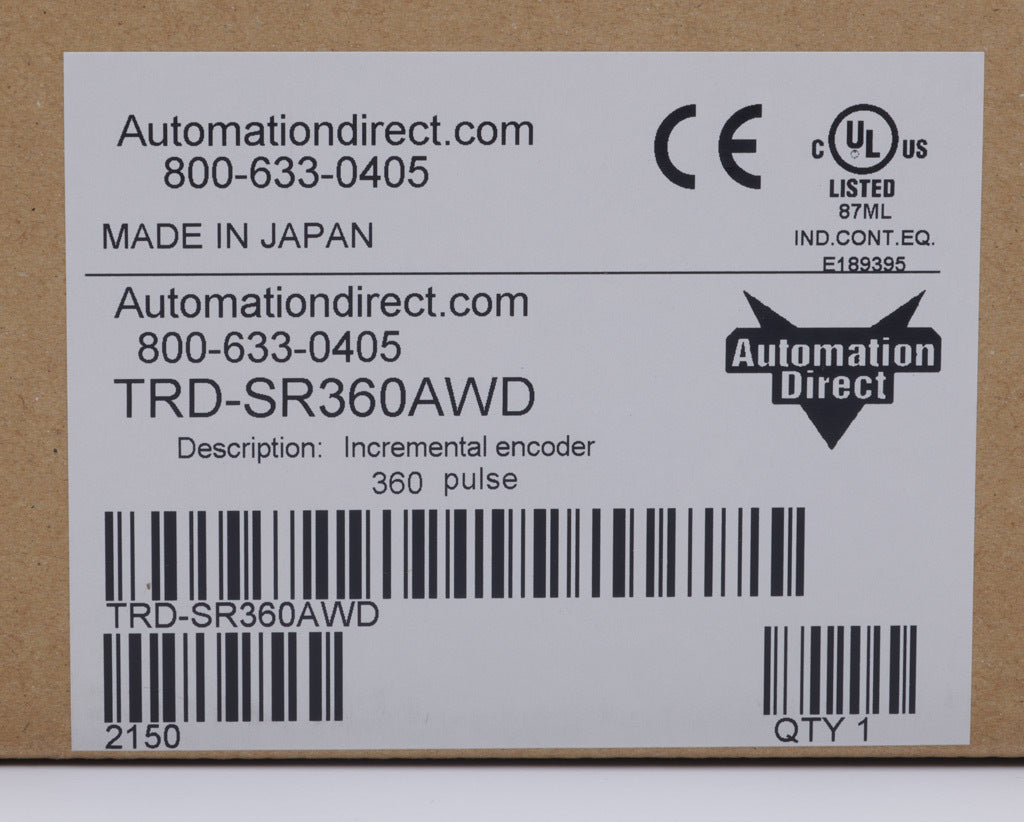 Automationdirect.com
800-633-0405
MADE IN JAPAN
CE
C UL US
LISTED
87ML
IND.CONT.EQ.
E189395
Automationdirect.com
800-633-0405
TRD-SR360AWD
Description: Incremental encoder
360 pulse
Automation
Direct
TRD-SR360AWD
2150
QTY 1